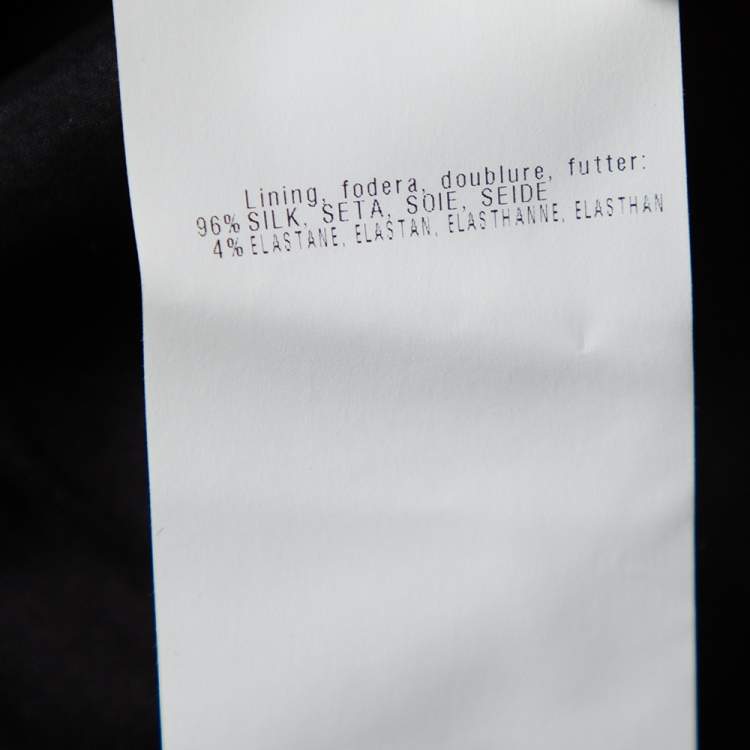 Lining, fodera, doublure, futter:
96% SILK, SETA, SOIE, SEIDE
4% ELASTANE, ELASTAN, ELASTHANNE, ELASTHAN